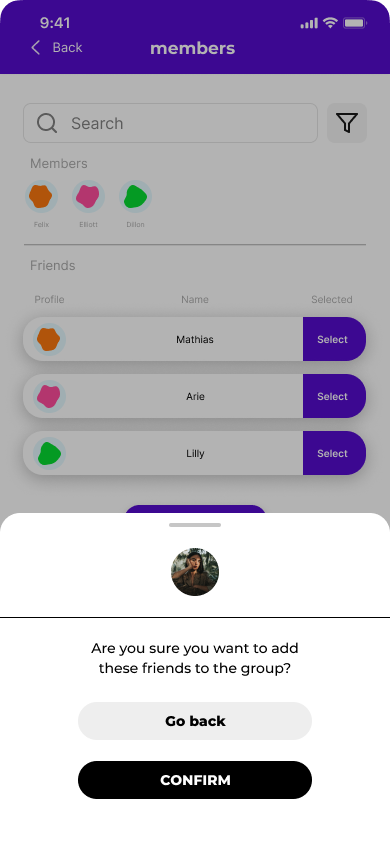 9:41
Back
members
Search
Members
Felix
Elliott
Dillon
Friends
Profile
Name
Selected
Mathias
Select
Arie
Select
Lilly
Select
Are you sure you want to add
these friends to the group?
Go back
CONFIRM